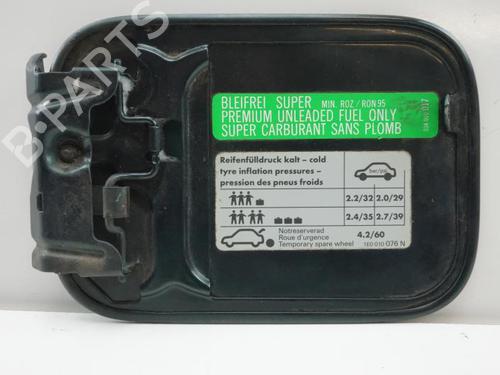 B-PARTS
BLEIFREI SUPER MIN. ROZ / RON 95
PREMIUM UNLEADED FUEL ONLY
SUPER CARBURANT SANS PLOMB
Reifenfülldruck kalt – cold
tyre inflation pressures –
pression des pneus froids
bar/psi
2.2/32 2.0/29
2.4/35 2.7/39
Notreserverad
Roue d'urgence
Temporary spare wheel
4.2/60
1E0 010 076 N